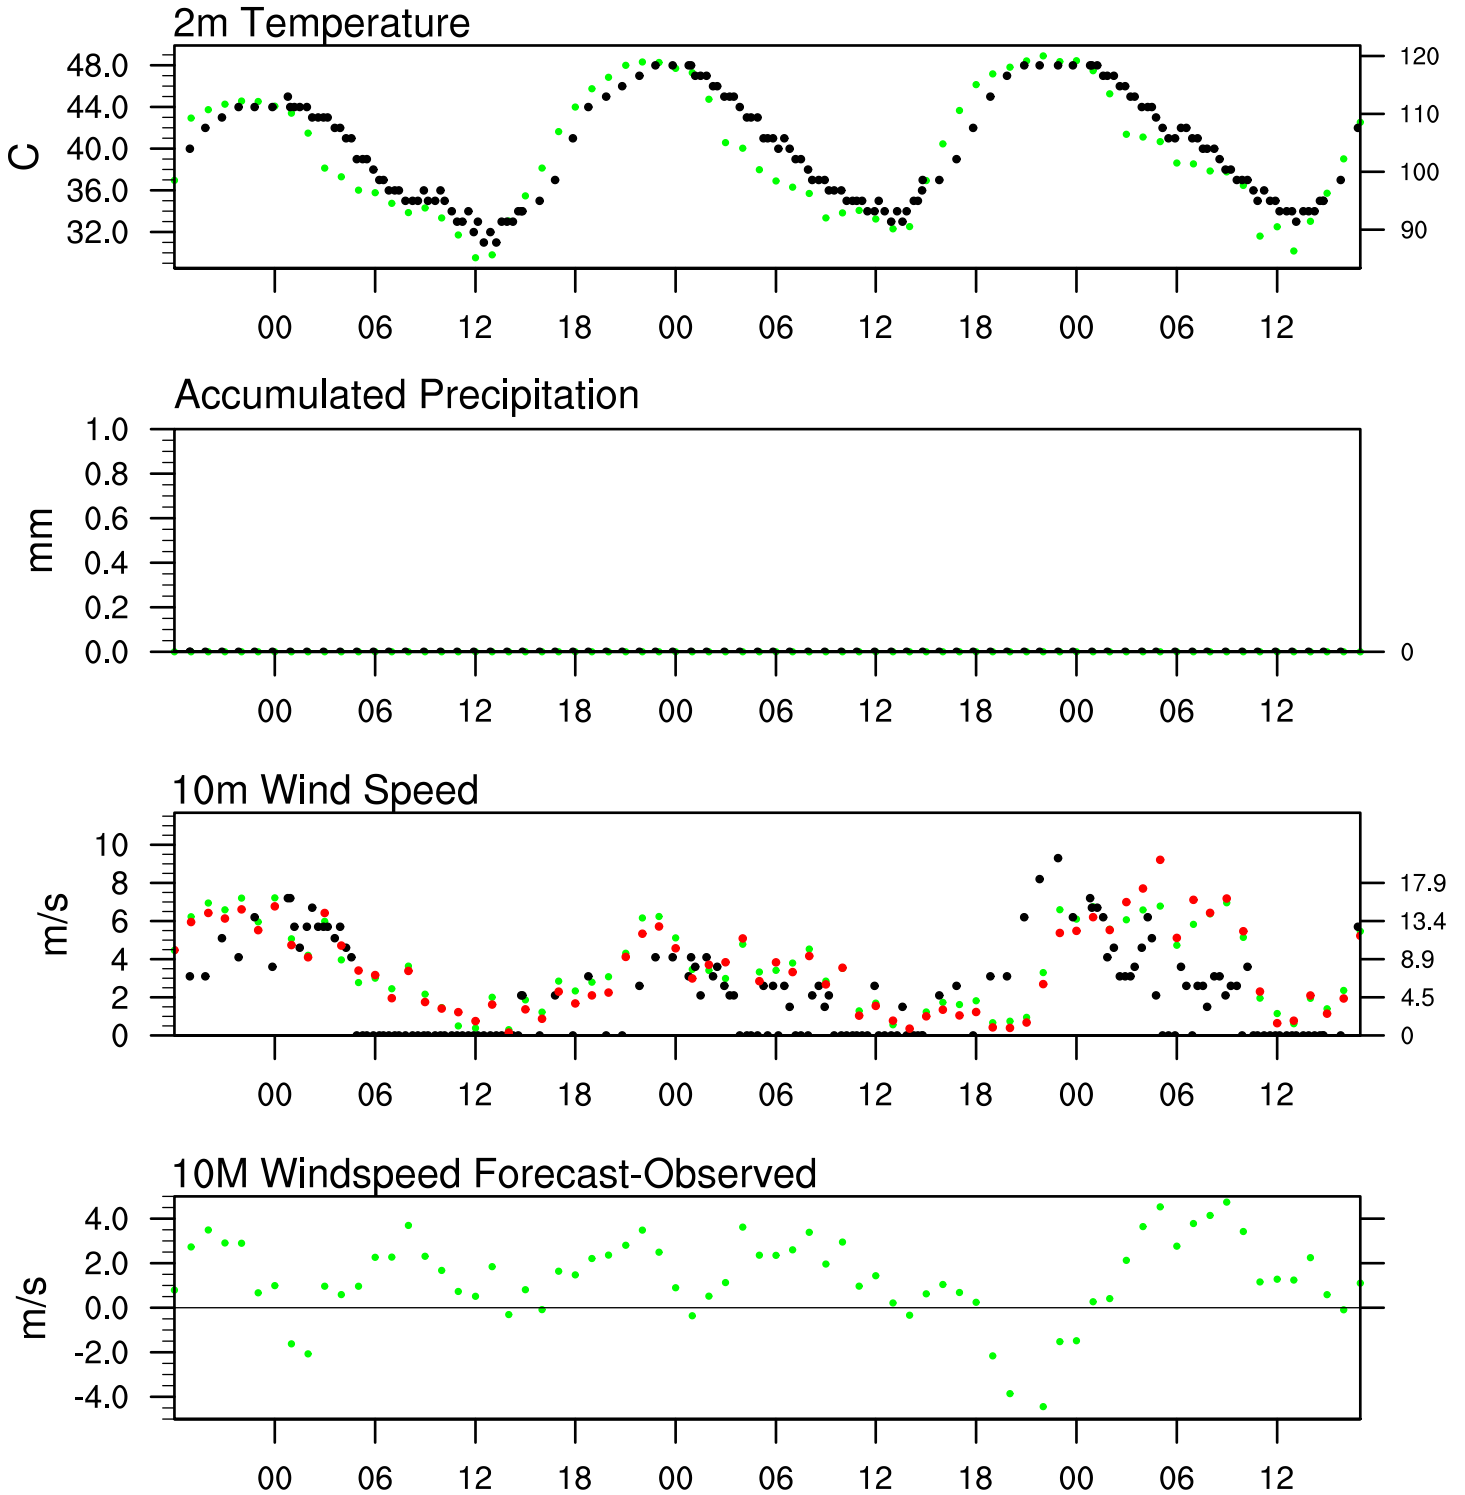 2m Temperature
48.0 120
44.0 110
40.0
C
36.0 100
32.0 90
00 06 12 18 00 06 12 18 00 06 12
Accumulated Precipitation
1.0
0.8
0.6
mm
0.4
0.2
0.0 0
00 06 12 18 00 06 12 18 00 06 12
10m Wind Speed
10
8 17.9
6 13.4
m/s
4 8.9
2 4.5
0 0
00 06 12 18 00 06 12 18 00 06 12
10M Windspeed Forecast-Observed
4.0
2.0
0.0
m/s
-2.0
-4.0
00 06 12 18 00 06 12 18 00 06 12